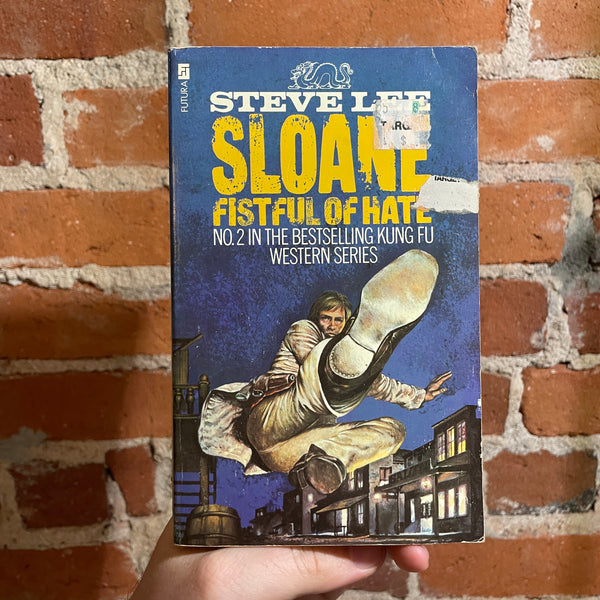 FUTURA
STEVE LEE
SLOANE
FISTFUL OF HATE
NO. 2 IN THE BESTSELLING KUNG FU
WESTERN SERIES